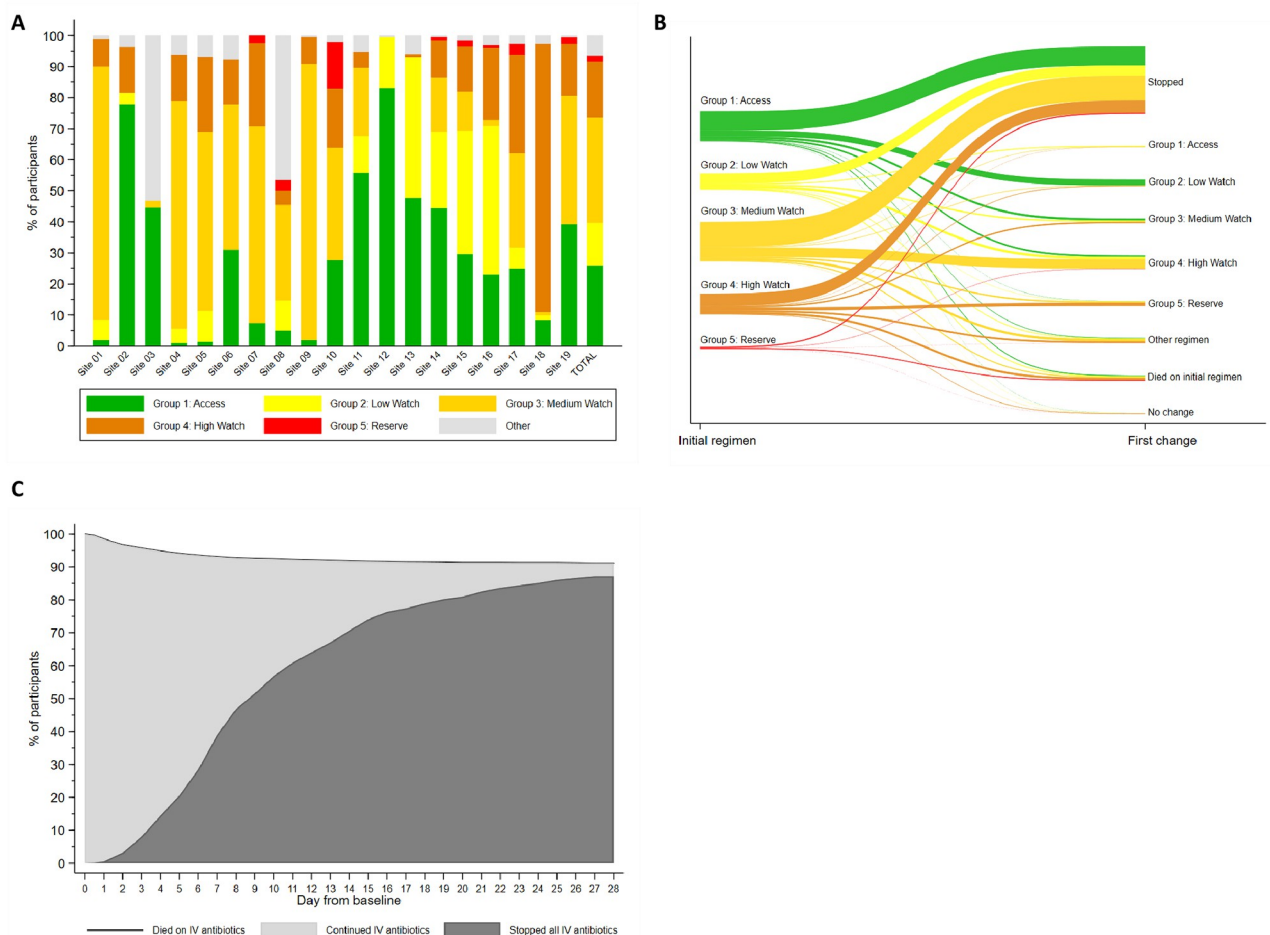 A
% of participants
100
90
80
70
60
50
40
30
20
10
0
Site 01
Site 02
Site 03
Site 04
Site 05
Site 06
Site 07
Site 08
Site 09
Site 10
Site 11
Site 12
Site 13
Site 14
Site 15
Site 16
Site 17
Site 18
Site 19
TOTAL
Group 1: Access
Group 2: Low Watch
Group 3: Medium Watch
Group 4: High Watch
Group 5: Reserve
Other
B
Group 1: Access
Group 2: Low Watch
Group 3: Medium Watch
Group 4: High Watch
Group 5: Reserve
Stopped
Group 1: Access
Group 2: Low Watch
Group 3: Medium Watch
Group 4: High Watch
Group 5: Reserve
Other regimen
Died on initial regimen
No change
Initial regimen
First change
C
% of participants
100
90
80
70
60
50
40
30
20
10
0
0 1 2 3 4 5 6 7 8 9 10 11 12 13 14 15 16 17 18 19 20 21 22 23 24 25 26 27 28
Day from baseline
Died on IV antibiotics
Continued IV antibiotics
Stopped all IV antibiotics